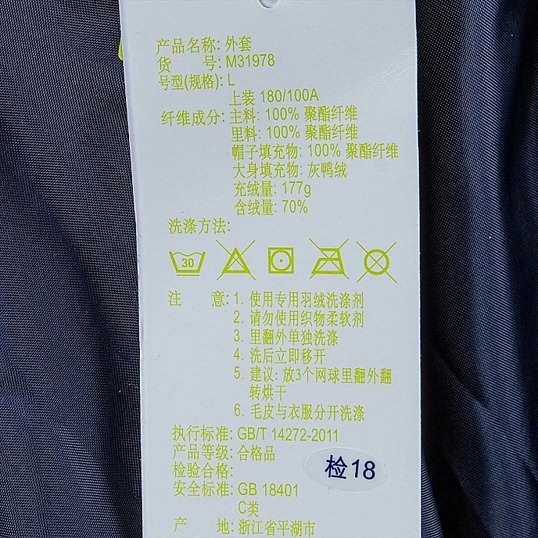 产品名称: 外套
货 号: M31978
号型(规格): L
上装 180/100A
纤维成分: 主料: 100% 聚酯纤维
里料: 100% 聚酯纤维
帽子填充物: 100% 聚酯纤维
大身填充物: 灰鸭绒
充绒量: 177g
含绒量: 70%
洗涤方法:
30
注 意: 1. 使用专用羽绒洗涤剂
2. 请勿使用织物柔软剂
3. 里翻外单独洗涤
4. 洗后立即移开
5. 建议: 放3个网球里翻外翻
转烘干
6. 毛皮与衣服分开洗涤
执行标准: GB/T 14272-2011
产品等级: 合格品
检验合格:
检18
安全标准: GB 18401
C类
产 地: 浙江省平湖市